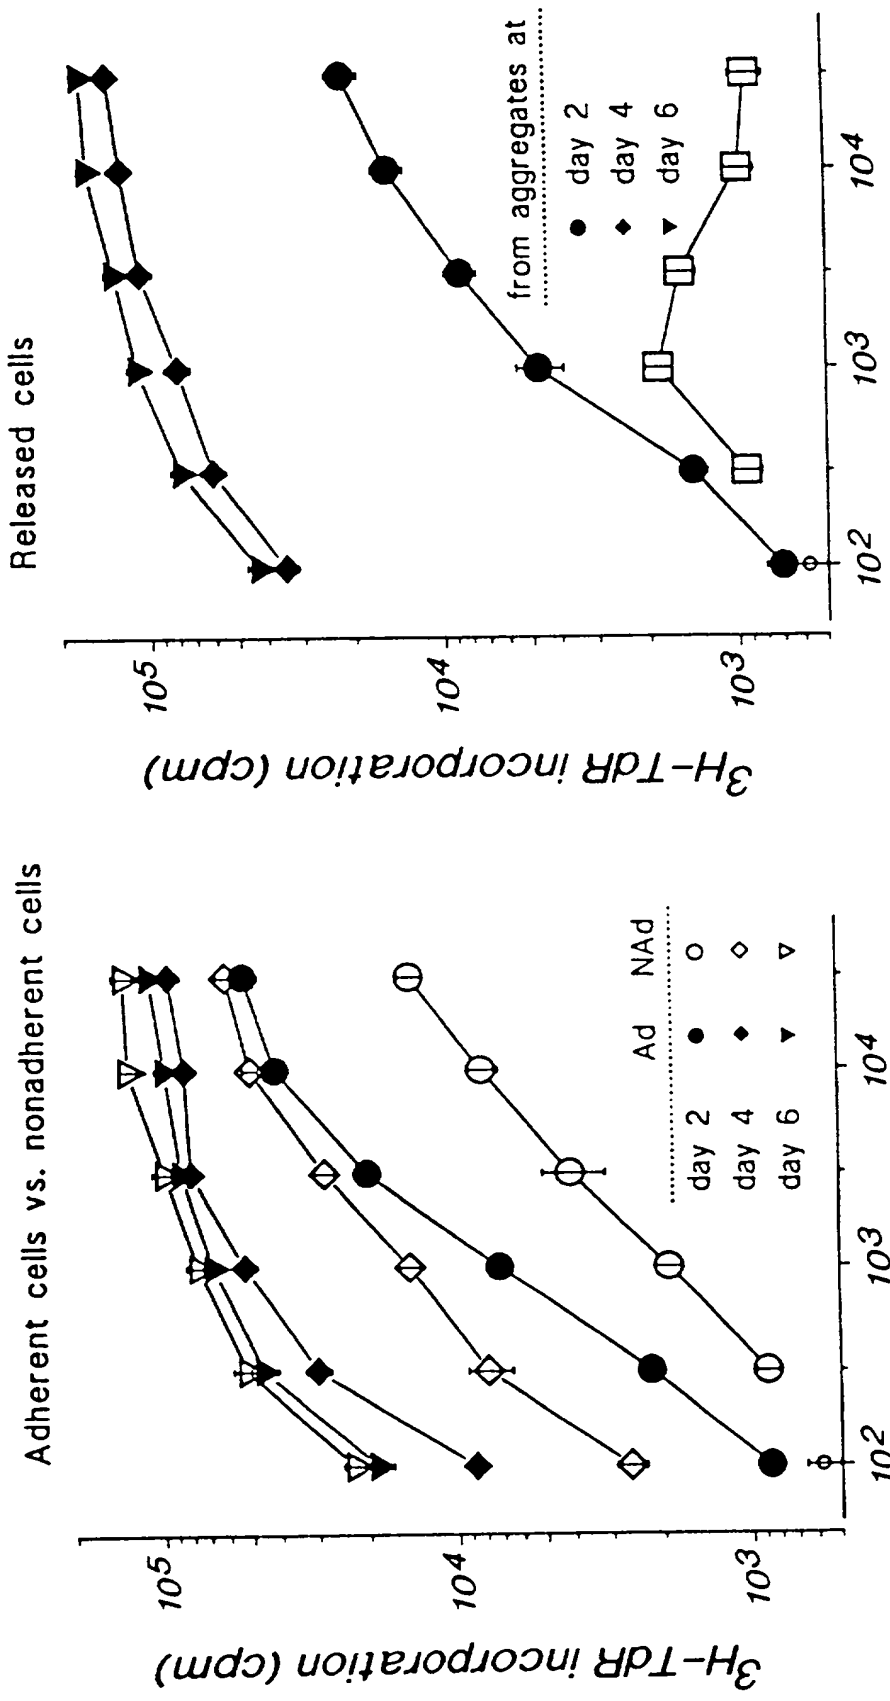 Adherent cells vs. nonadherent cells
3H-TdR incorporation (cpm)
10^5
10^4
10^3
Ad NAd
day 2
day 4
day 6
10^2 10^3 10^4
Released cells
3H-TdR incorporation (cpm)
10^5
10^4
10^3
from aggregates at
day 2
day 4
day 6
10^2 10^3 10^4